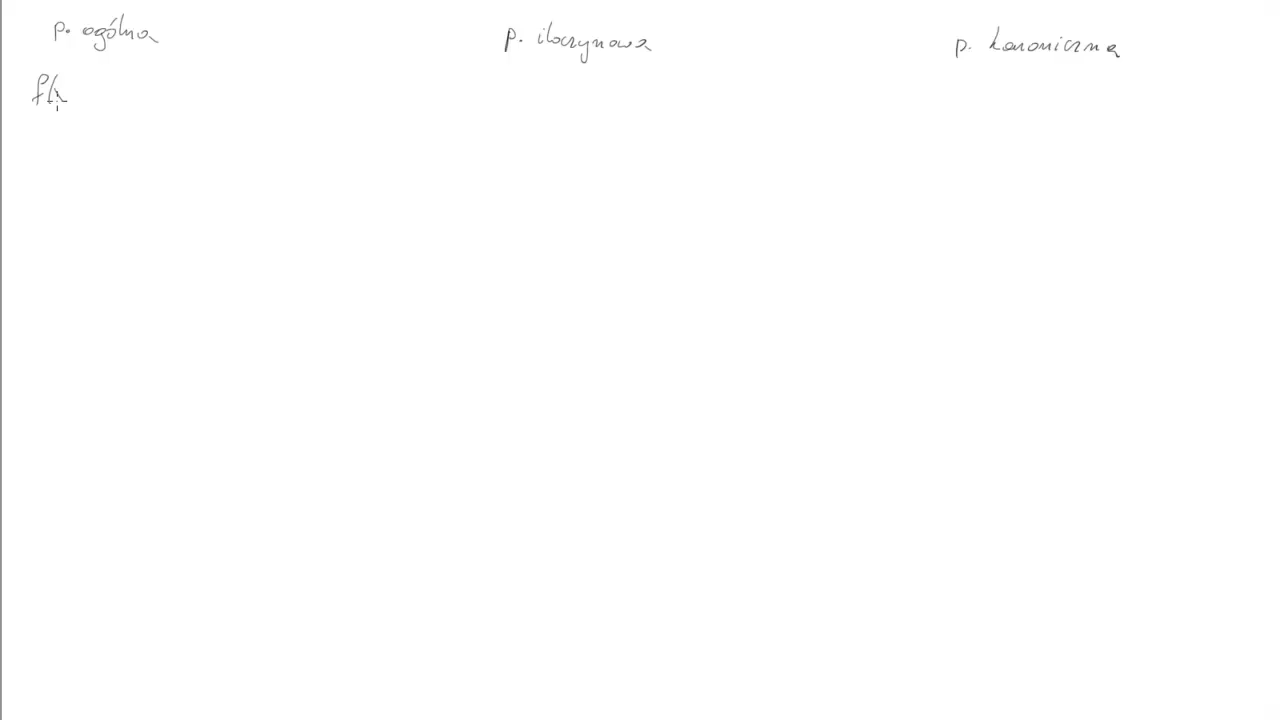 p. ogólna
p. iloczynowa
p. kanoniczna
f(